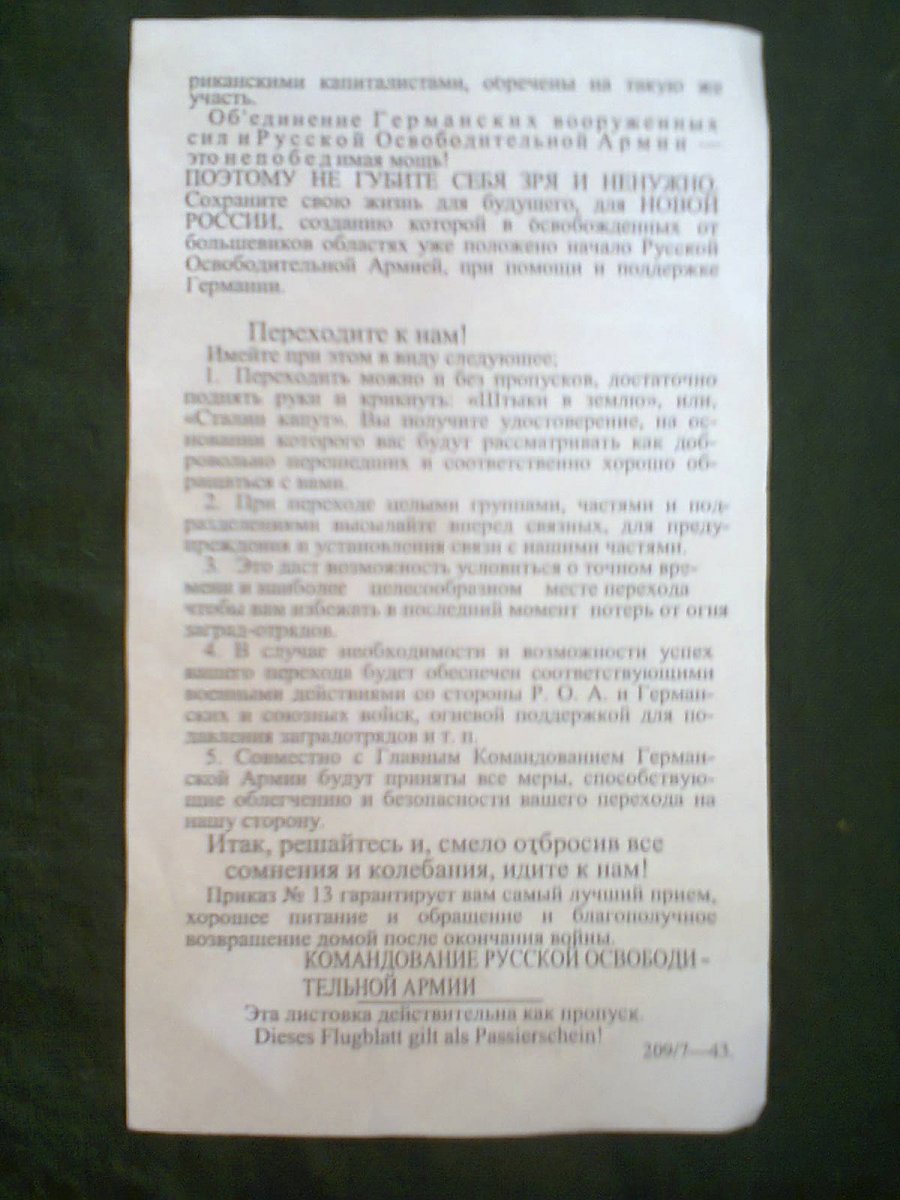 риканскими капиталистами, обречены на такую же
участь.
Об'единение Германских вооруженных
сил и Русской Освободительной Армии —
это непобедимая мощь!
ПОЭТОМУ НЕ ГУБИТЕ СЕБЯ ЗРЯ И НЕНУЖНО.
Сохраните свою жизнь для будущего, для НОВОЙ
РОССИИ, созданию которой в освобожденных от
большевиков областях уже положено начало Русской
Освободительной Армией, при помощи и поддержке
Германии.
Переходите к нам!
Имейте при этом в виду следующее:
1. Переходить можно и без пропусков, достаточно
поднять руки и крикнуть: «Штыки в землю», или,
«Сталин капут». Вы получите удостоверение, на ос-
новании которого вас будут рассматривать как доб-
ровольно перешедших и соответственно хорошо об-
ращаться с вами.
2. При переходе целыми группами, частями и под-
разделениями высылайте вперед связных, для преду-
преждения и установления связи с нашими частями.
3. Это даст возможность условиться о точном вре-
мени и наиболее целесообразном месте перехода
чтобы вам избежать в последний момент потерь от огня
заград-отрядов.
4. В случае необходимости и возможности успех
вашего перехода будет обеспечен соответствующими
военными действиями со стороны Р. О. А. и Герман-
ских и союзных войск, огневой поддержкой для по-
давления заградотрядов и т. п.
5. Совместно с Главным Командованием Герман-
ской Армии будут приняты все меры, способствую-
щие облегчению и безопасности вашего перехода на
нашу сторону.
Итак, решайтесь и, смело отбросив все
сомнения и колебания, идите к нам!
Приказ № 13 гарантирует вам самый лучший прием,
хорошее питание и обращение и благополучное
возвращение домой после окончания войны.
КОМАНДОВАНИЕ РУССКОЙ ОСВОБОДИ -
ТЕЛЬНОЙ АРМИИ
Эта листовка действительна как пропуск.
Dieses Flugblatt gilt als Passierschein!
209/7—43.